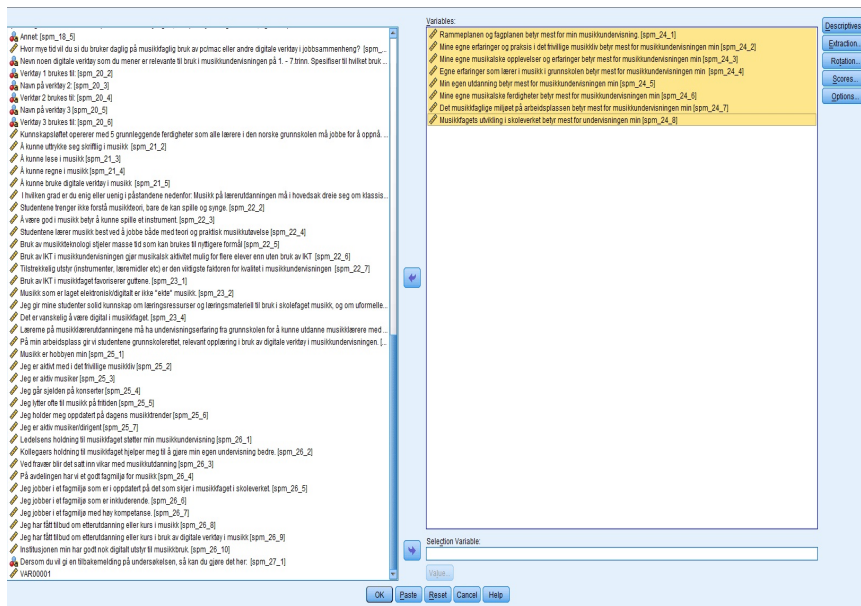 Annet: [spm_18_5]
Hvor mye tid vil du si du bruker daglig på musikkfaglig bruk av pc/mac eller andre digitale verktøy i jobbsammenheng? [spm_...
Nevn noen digitale verktøy som du mener er relevante til bruk i musikkundervisningen på 1. - 7.trinn. Spesifiser til hvilket bruk ...
Verktøy 1 brukes til: [spm_20_2]
Navn på verktøy 2: [spm_20_3]
Verktør 2 brukes til: [spm_20_4]
Navn på verktøy 3 [spm_20_5]
Verktøy 3 brukes til: [spm_20_6]
Kunnskapsløftet opererer med 5 grunnleggende ferdigheter som alle lærere i den norske grunnskolen må jobbe for å oppnå. ...
Å kunne uttrykke seg skriftlig i musikk [spm_21_2]
Å kunne lese i musikk [spm_21_3]
Å kunne regne i musikk [spm_21_4]
Å kunne bruke digitale verktøy i musikk [spm_21_5]
I hvilken grad er du enig eller uenig i påstandene nedenfor: Musikk på lærerutdanningen må i hovedsak dreie seg om klassis...
Studentene trenger ikke forstå musikkteori, bare de kan spille og synge. [spm_22_2]
Å være god i musikk betyr å kunne spille et instrument. [spm_22_3]
Studentene lærer musikk best ved å jobbe både med teori og praktisk musikkutøvelse [spm_22_4]
Bruk av musikkteknologi stjeler masse tid som kan brukes til nyttigere formål [spm_22_5]
Bruk av IKT i musikkundervisningen gjør musikalsk aktivitet mulig for flere elever enn uten bruk av IKT [spm_22_6]
Tilstrekkelig utstyr (instrumenter, læremidler etc) er den viktigste faktoren for kvalitet i musikkundervisningen [spm_22_7]
Bruk av IKT i musikkfaget favoriserer guttene. [spm_23_1]
Musikk som er laget elektronisk/digitalt er ikke "ekte" musikk. [spm_23_2]
Jeg gir mine studenter solid kunnskap om læringsressurser og læringsmateriell til bruk i skolefaget musikk, og om uformelle...
Det er vanskelig å være digital i musikkfaget. [spm_23_4]
Lærerne på musikklærerutdanningene må ha undervisningserfaring fra grunnskolen for å kunne utdanne musikklærere med ...
På min arbeidsplass gir vi studentene grunnskolerettet, relevant opplæring i bruk av digitale verktøy i musikkundervisningen. [...
Musikk er hobbyen min [spm_25_1]
Jeg er aktivt med i det frivillige musikkliv [spm_25_2]
Jeg er aktiv musiker [spm_25_3]
Jeg går sjelden på konserter [spm_25_4]
Jeg lytter ofte til musikk på fritiden [spm_25_5]
Jeg holder meg oppdatert på dagens musikktrender [spm_25_6]
Jeg er aktiv musiker/dirigent [spm_25_7]
Ledelsens holdning til musikkfaget støtter min musikkundervisning [spm_26_1]
Kollegaers holdning til musikkfaget hjelper meg til å gjøre min egen undervisning bedre. [spm_26_2]
Ved fravær blir det satt inn vikar med musikkutdanning [spm_26_3]
På avdelingen har vi et godt fagmiljø for musikk [spm_26_4]
Jeg jobber i et fagmiljø som er i oppdatert på det som skjer i musikkfaget i skoleverket. [spm_26_5]
Jeg jobber i et fagmiljø som er inkluderende. [spm_26_6]
Jeg jobber i et fagmiljø med høy kompetanse. [spm_26_7]
Jeg har fått tilbud om etterutdanning eller kurs i musikk [spm_26_8]
Jeg har fått tilbud om etterutdanning eller kurs i bruk av digitale verktøy i musikk [spm_26_9]
Institusjonen min har godt nok digitalt utstyr til musikkbruk. [spm_26_10]
Dersom du vil gi en tilbakemelding på undersøkelsen, så kan du gjøre det her: [spm_27_1]
VAR00001
Variables:
Rammeplanen og fagplanen betyr mest for min musikkundervisning. [spm_24_1]
Mine egne erfaringer og praksis i det frivillige musikkliv betyr mest for musikkundervisningen min [spm_24_2]
Mine egne musikalske opplevelser og erfaringer betyr mest for musikkundervisningen min [spm_24_3]
Egne erfaringer som lærer i musikk i grunnskolen betyr mest for musikkundervisningen min [spm_24_4]
Min egen utdanning betyr mest for musikkundervisningen min [spm_24_5]
Mine egne musikalske ferdigheter betyr mest for musikkundervisningen min [spm_24_6]
Det musikkfaglige miljøet på arbeidsplassen betyr mest for musikkundervisningen min [spm_24_7]
Musikkfagets utvikling i skoleverket betyr mest for undervisningen min [spm_24_8]
Selection Variable:
Value...
Descriptives
Extraction...
Rotation...
Scores...
Options...
OK Paste Reset Cancel Help